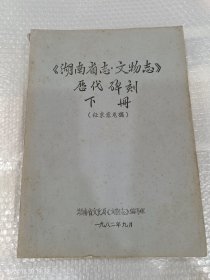 《湖南省志·文物志》
历代碑刻
下册
（征求意见稿）
湖南省文化局《文物志》编写组
一九八二年九月